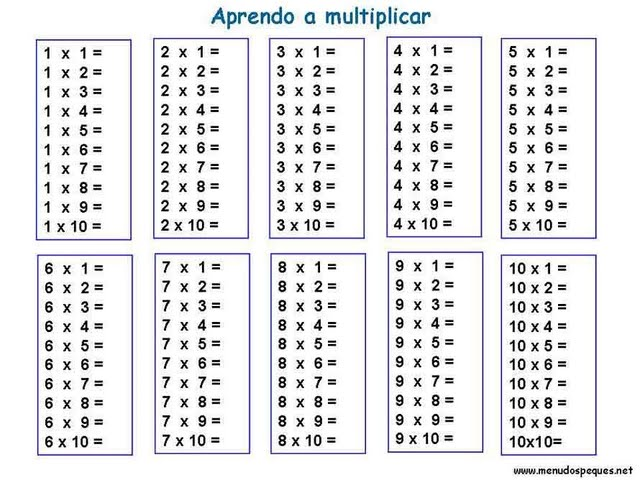 Aprendo a multiplicar
1 x 1 =
1 x 2 =
1 x 3 =
1 x 4 =
1 x 5 =
1 x 6 =
1 x 7 =
1 x 8 =
1 x 9 =
1 x 10 =
2 x 1 =
2 x 2 =
2 x 3 =
2 x 4 =
2 x 5 =
2 x 6 =
2 x 7 =
2 x 8 =
2 x 9 =
2 x 10 =
3 x 1 =
3 x 2 =
3 x 3 =
3 x 4 =
3 x 5 =
3 x 6 =
3 x 7 =
3 x 8 =
3 x 9 =
3 x 10 =
4 x 1 =
4 x 2 =
4 x 3 =
4 x 4 =
4 x 5 =
4 x 6 =
4 x 7 =
4 x 8 =
4 x 9 =
4 x 10 =
5 x 1 =
5 x 2 =
5 x 3 =
5 x 4 =
5 x 5 =
5 x 6 =
5 x 7 =
5 x 8 =
5 x 9 =
5 x 10 =
6 x 1 =
6 x 2 =
6 x 3 =
6 x 4 =
6 x 5 =
6 x 6 =
6 x 7 =
6 x 8 =
6 x 9 =
6 x 10 =
7 x 1 =
7 x 2 =
7 x 3 =
7 x 4 =
7 x 5 =
7 x 6 =
7 x 7 =
7 x 8 =
7 x 9 =
7 x 10 =
8 x 1 =
8 x 2 =
8 x 3 =
8 x 4 =
8 x 5 =
8 x 6 =
8 x 7 =
8 x 8 =
8 x 9 =
8 x 10 =
9 x 1 =
9 x 2 =
9 x 3 =
9 x 4 =
9 x 5 =
9 x 6 =
9 x 7 =
9 x 8 =
9 x 9 =
9 x 10 =
10 x 1 =
10 x 2 =
10 x 3 =
10 x 4 =
10 x 5 =
10 x 6 =
10 x 7 =
10 x 8 =
10 x 9 =
10x10=
www.menudospeques.net